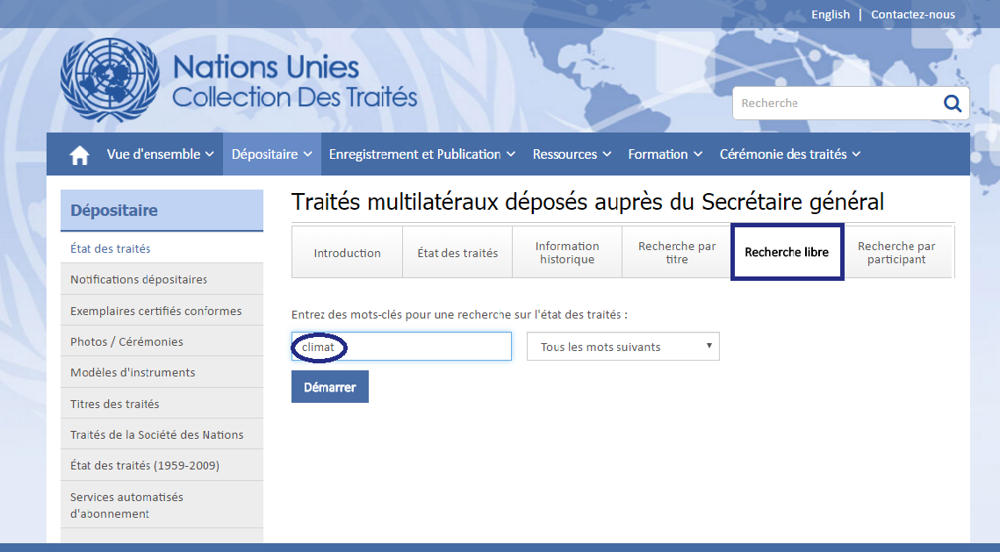 English | Contactez-nous
Nations Unies
Collection Des Traités
Recherche
Vue d'ensemble
Dépositaire
Enregistrement et Publication
Ressources
Formation
Cérémonie des traités
Dépositaire
État des traités
Notifications dépositaires
Exemplaires certifiés conformes
Photos / Cérémonies
Modèles d'instruments
Titres des traités
Traités de la Société des Nations
État des traités (1959-2009)
Services automatisés
d'abonnement
Traités multilatéraux déposés auprès du Secrétaire général
Introduction
État des traités
Information
historique
Recherche par
titre
Recherche libre
Recherche par
participant
Entrez des mots-clés pour une recherche sur l'état des traités :
climat
Tous les mots suivants
Démarrer